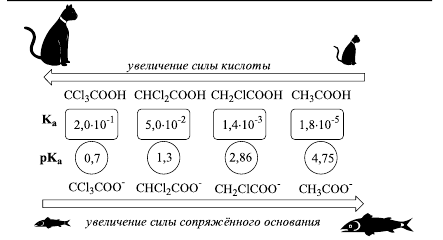 увеличение силы кислоты
CCl₃COOH CHCl₂COOH CH₂ClCOOH CH₃COOH
Kₐ 2,0·10⁻¹ 5,0·10⁻² 1,4·10⁻³ 1,8·10⁻⁵
pKₐ 0,7 1,3 2,86 4,75
CCl₃COO⁻ CHCl₂COO⁻ CH₂ClCOO⁻ CH₃COO⁻
увеличение силы сопряжённого основания